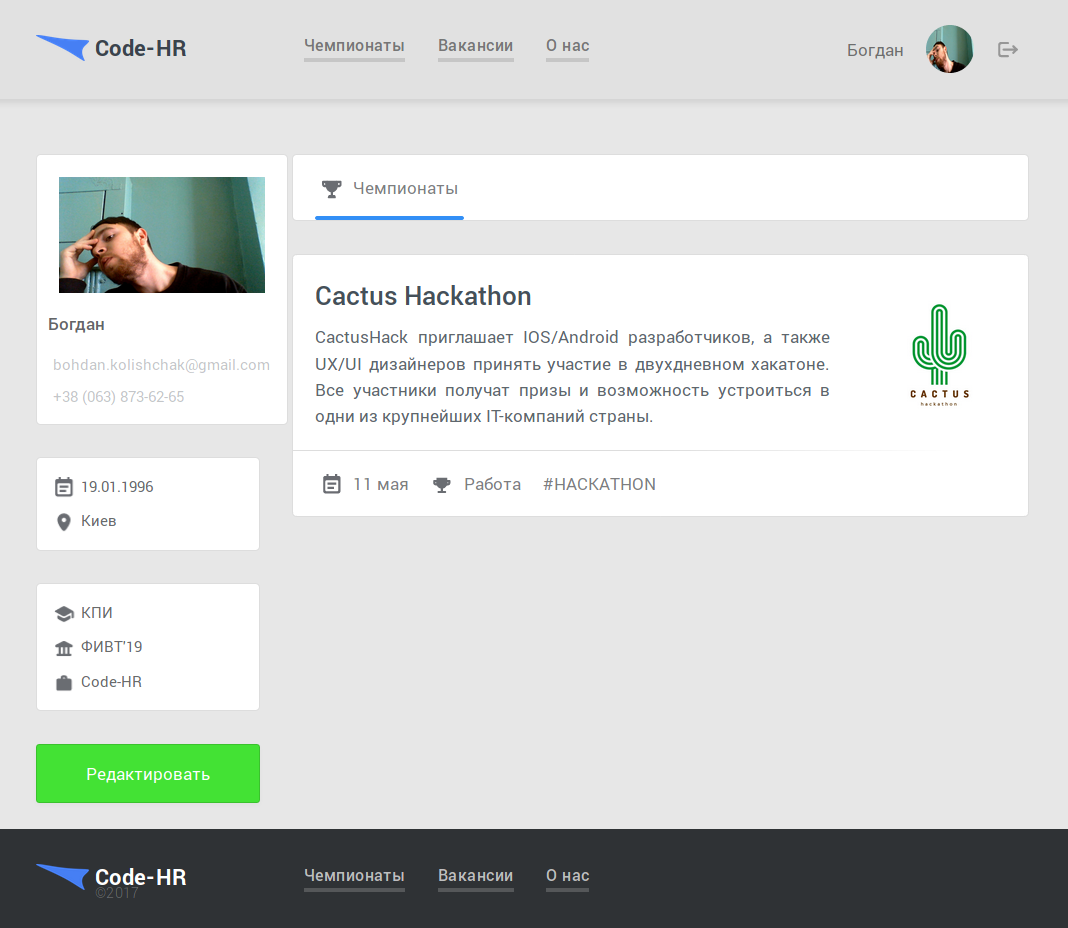 Code-HR
Чемпионаты
Вакансии
О нас
Богдан
Богдан
bohdan.kolishchak@gmail.com
+38 (063) 873-62-65
19.01.1996
Киев
КПИ
ФИВТ'19
Code-HR
Редактировать
Чемпионаты
Cactus Hackathon
CactusHack приглашает IOS/Android разработчиков, а также
UX/UI дизайнеров принять участие в двухдневном хакатоне.
Все участники получат призы и возможность устроиться в
одни из крупнейших IT-компаний страны.
CACTUS
hackathon
11 мая
Работа
#HACKATHON
Code-HR
©2017
Чемпионаты
Вакансии
О нас